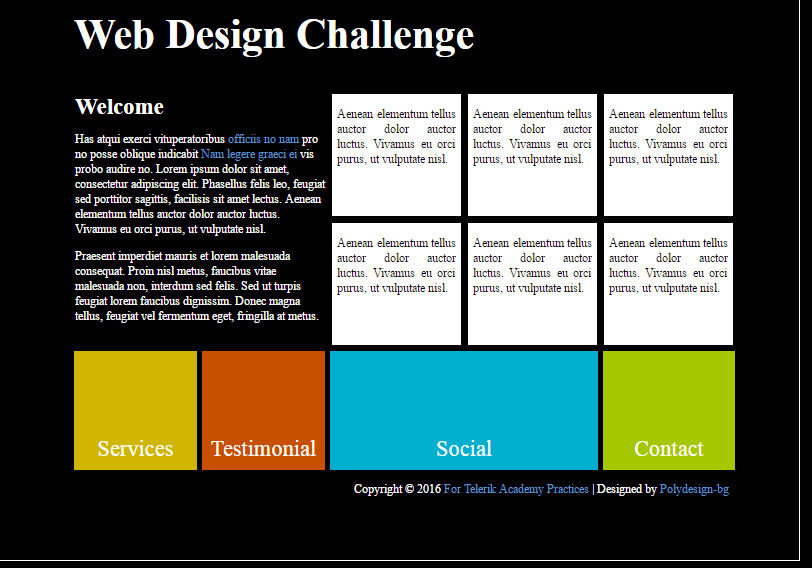 Web Design Challenge
Welcome
Has atqui exerci vituperatoribus officiis no nam pro
no posse oblique iudicabit Nam legere graeci ei vis
probo audire no. Lorem ipsum dolor sit amet,
consectetur adipiscing elit. Phasellus felis leo, feugiat
sed porttitor sagittis, facilisis sit amet lectus. Aenean
elementum tellus auctor dolor auctor luctus.
Vivamus eu orci purus, ut vulputate nisl.
Praesent imperdiet mauris et lorem malesuada
consequat. Proin nisl metus, faucibus vitae
malesuada non, interdum sed felis. Sed ut turpis
feugiat lorem faucibus dignissim. Donec magna
tellus, feugiat vel fermentum eget, fringilla at metus.
Aenean elementum tellus
auctor dolor auctor
luctus. Vivamus eu orci
purus, ut vulputate nisl.
Aenean elementum tellus
auctor dolor auctor
luctus. Vivamus eu orci
purus, ut vulputate nisl.
Aenean elementum tellus
auctor dolor auctor
luctus. Vivamus eu orci
purus, ut vulputate nisl.
Aenean elementum tellus
auctor dolor auctor
luctus. Vivamus eu orci
purus, ut vulputate nisl.
Aenean elementum tellus
auctor dolor auctor
luctus. Vivamus eu orci
purus, ut vulputate nisl.
Aenean elementum tellus
auctor dolor auctor
luctus. Vivamus eu orci
purus, ut vulputate nisl.
Services
Testimonial
Social
Contact
Copyright © 2016 For Telerik Academy Practices | Designed by Polydesign-bg